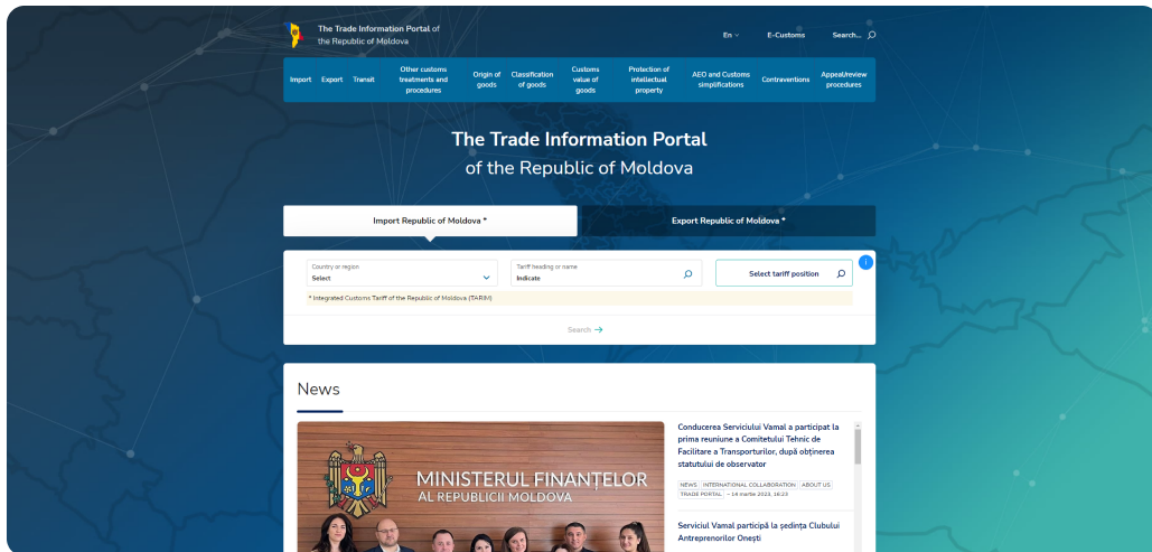 The Trade Information Portal of
the Republic of Moldova
En
E-Customs
Search...
Import
Export
Transit
Other customs
treatments and
procedures
Origin of
goods
Classification
of goods
Customs
value of
goods
Protection of
intellectual
property
AEO and Customs
simplifications
Contraventions
Appeal/review
procedures
The Trade Information Portal
of the Republic of Moldova
Import Republic of Moldova *
Export Republic of Moldova *
Country or region
Select
Tariff heading or name
Indicate
Select tariff position
i
* Integrated Customs Tariff of the Republic of Moldova (TARIM)
Search →
News
MINISTERUL FINANȚELOR
AL REPUBLICII MOLDOVA
Conducerea Serviciului Vamal a participat la
prima reuniune a Comitetului Tehnic de
Facilitare a Transporturilor, după obținerea
statutului de observator
NEWS INTERNATIONAL COLLABORATION ABOUT US
TRADE PORTAL – 14 martie 2023, 16:23
Serviciul Vamal participă la ședința Clubului
Antreprenorilor Onești